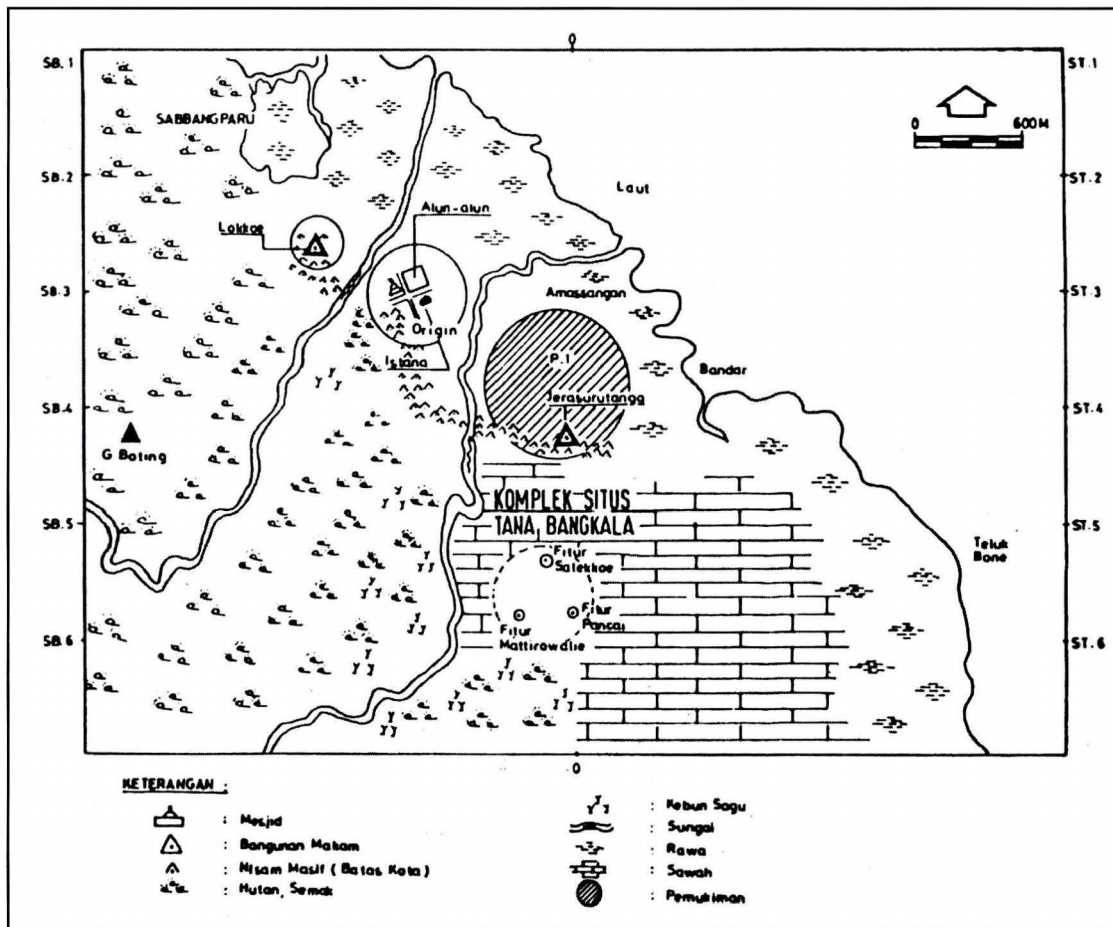 0
SB.1
ST.1
SABBANGPARU
0 600M
SB.2
ST.2
Laut
Alun-alun
Lokkoe
SB.3
ST.3
Amassangan
Origin
P.1
Istana
Bandar
Jerasurutanga
SB.4
ST.4
G Bating
KOMPLEK SITUS
TANA BANGKALA
SB.5
ST.5
Teluk
Bone
Fitur
Salekkoe
Fitur
Pancai
Fitur
Mattirowalie
SB.6
ST.6
0
KETERANGAN :
: Mesjid
: Bangunan Makam
: Nisam Masif (Batas Kota)
: Hutan, Semak
: Kebun Sagu
: Sungai
: Rawa
: Sawah
: Pemukiman